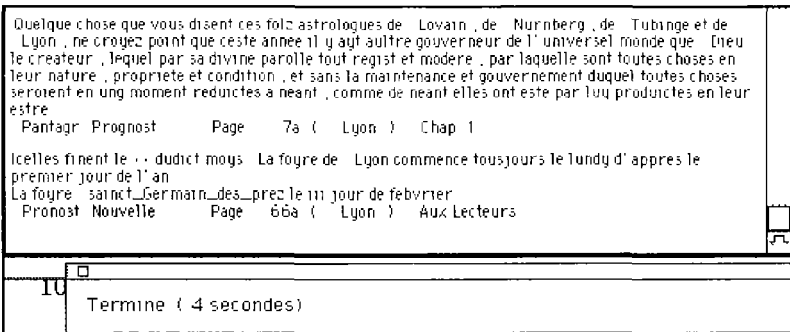 Quelque chose que vous disent ces folz astrologues de Lovain , de Nurnberg , de Tubinge et de
Lyon , ne croyez point que ceste annee il y ayt aultre gouverneur de l' universel monde que Dieu
le createur , lequel par sa divine parolle tout regist et modere , par laquelle sont toutes choses en
leur nature , propriete et condition , et sans la maintenance et gouvernement duquel toutes choses
seroient en ung moment reduictes a neant , comme de neant elles ont este par luy produictes en leur
estre
Pantagr Prognost Page 7a ( Lyon ) Chap 1
Icelles finent le dudict moys La foyre de Lyon commence tousjours le lundy d' appres le
premier jour de l' an
La foyre sainct_Germain_des_prez le iii jour de febvrier
Pronost Nouvelle Page 66a ( Lyon ) Aux Lecteurs
10
Termine ( 4 secondes)